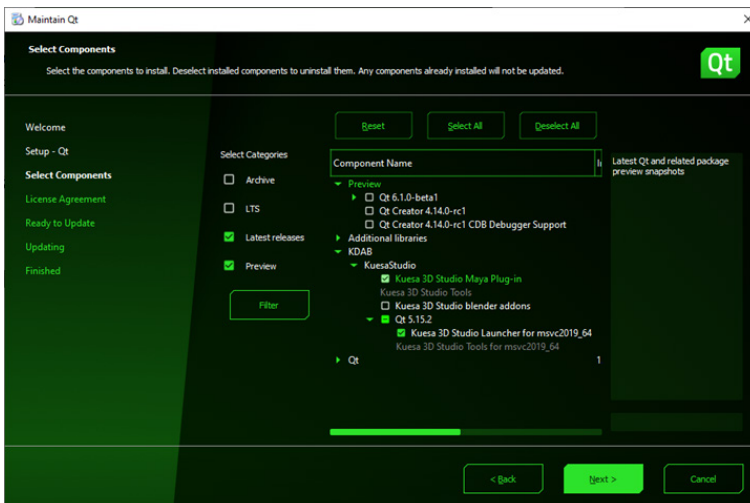 Maintain Qt
Select Components
Select the components to install. Deselect installed components to uninstall them. Any components already installed will not be updated.
Qt
Welcome
Setup - Qt
Select Components
License Agreement
Ready to Update
Updating
Finished
Select Categories
Archive
LTS
Latest releases
Preview
Filter
Reset
Select All
Deselect All
Component Name
Preview
Qt 6.1.0-beta1
Qt Creator 4.14.0-rc1
Qt Creator 4.14.0-rc1 CDB Debugger Support
Additional libraries
KDAB
KuesaStudio
Kuesa 3D Studio Maya Plug-in
Kuesa 3D Studio Tools
Kuesa 3D Studio blender addons
Qt 5.15.2
Kuesa 3D Studio Launcher for msvc2019_64
Kuesa 3D Studio Tools for msvc2019_64
Qt 1
Latest Qt and related package
preview snapshots
< Back
Next >
Cancel